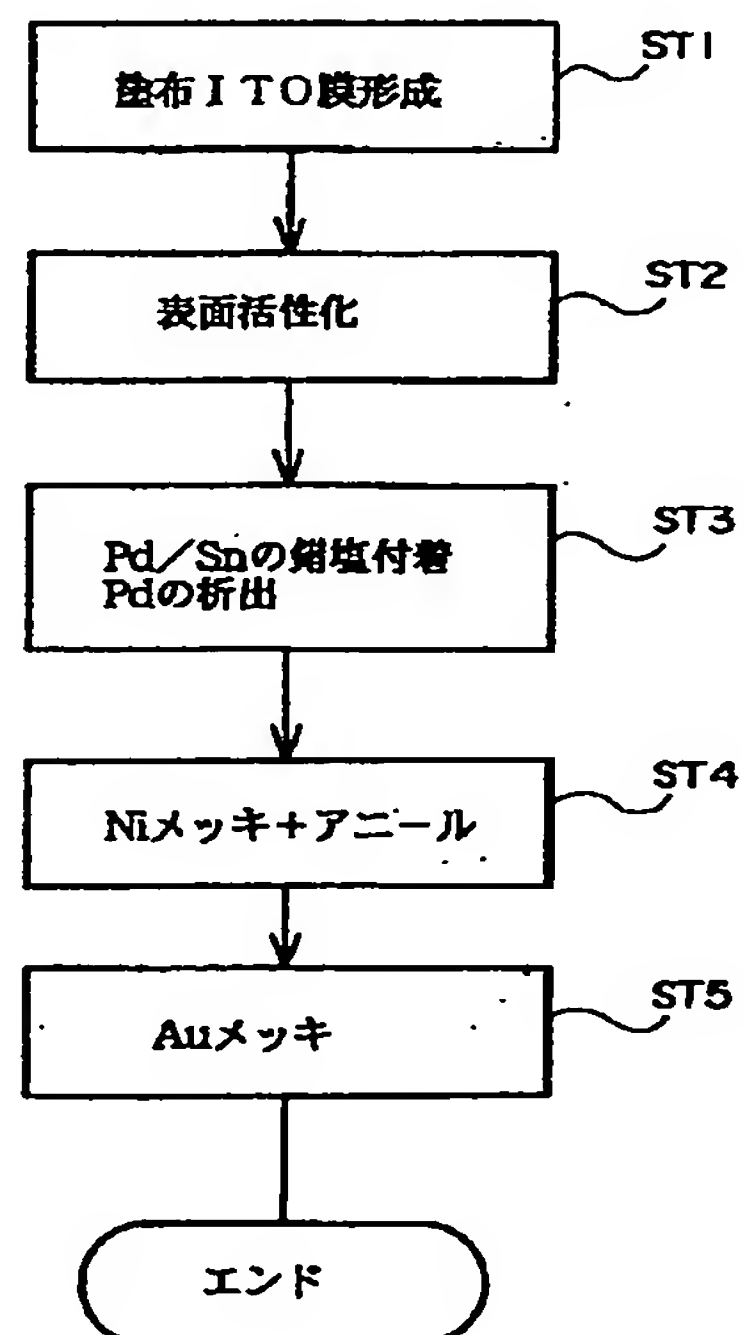 塗布ITO膜形成
ST1
表面活性化
ST2
Pd/Snの錯塩付着
Pdの析出
ST3
Niメッキ+アニール
ST4
Auメッキ
ST5
エンド